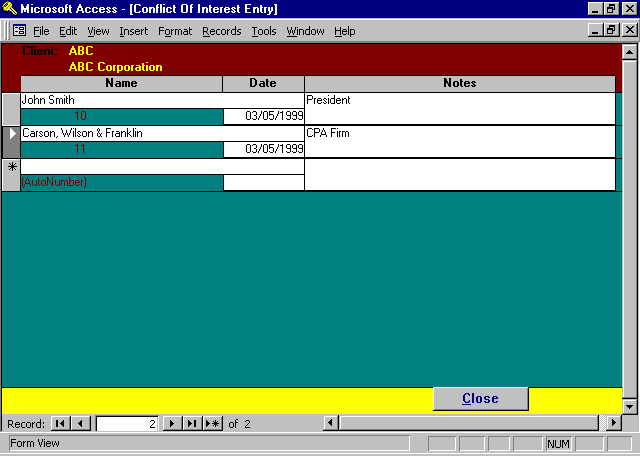 Microsoft Access - [Conflict Of Interest Entry]
File Edit View Insert Format Records Tools Window Help
Client: ABC
ABC Corporation
Name Date Notes
John Smith President
10 03/05/1999
Carson, Wilson & Franklin CPA Firm
11 03/05/1999
(AutoNumber)
Close
Record: 2 of 2
Form View NUM